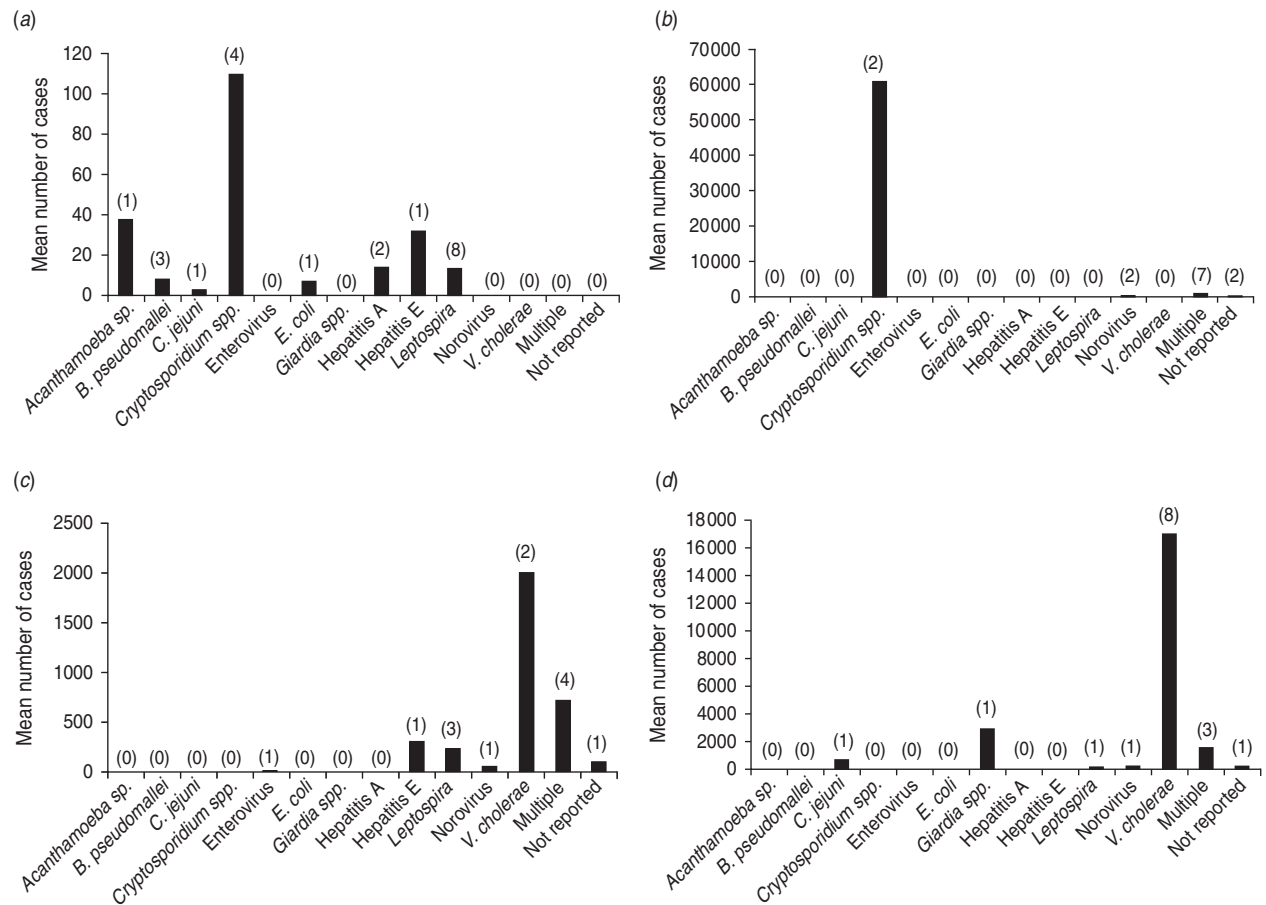 (a)
Mean number of cases
120
100
80
60
40
20
0
(1)
(3)
(1)
(4)
(0)
(1)
(0)
(2)
(1)
(8)
(0)
(0)
(0)
(0)
Acanthamoeba sp.
B. pseudomallei
C. jejuni
Cryptosporidium spp.
Enterovirus
E. coli
Giardia spp.
Hepatitis A
Hepatitis E
Leptospira
Norovirus
V. cholerae
Multiple
Not reported
(b)
Mean number of cases
70000
60000
50000
40000
30000
20000
10000
0
(0)
(0)
(0)
(2)
(0)
(0)
(0)
(0)
(0)
(0)
(2)
(0)
(7)
(2)
Acanthamoeba sp.
B. pseudomallei
C. jejuni
Cryptosporidium spp.
Enterovirus
E. coli
Giardia spp.
Hepatitis A
Hepatitis E
Leptospira
Norovirus
V. cholerae
Multiple
Not reported
(c)
Mean number of cases
2500
2000
1500
1000
500
0
(0)
(0)
(0)
(0)
(1)
(0)
(0)
(0)
(1)
(3)
(1)
(2)
(4)
(1)
Acanthamoeba sp.
B. pseudomallei
C. jejuni
Cryptosporidium spp.
Enterovirus
E. coli
Giardia spp.
Hepatitis A
Hepatitis E
Leptospira
Norovirus
V. cholerae
Multiple
Not reported
(d)
Mean number of cases
18000
16000
14000
12000
10000
8000
6000
4000
2000
0
(0)
(0)
(1)
(0)
(0)
(0)
(1)
(0)
(0)
(1)
(1)
(8)
(3)
(1)
Acanthamoeba sp.
B. pseudomallei
C. jejuni
Cryptosporidium spp.
Enterovirus
E. coli
Giardia spp.
Hepatitis A
Hepatitis E
Leptospira
Norovirus
V. cholerae
Multiple
Not reported